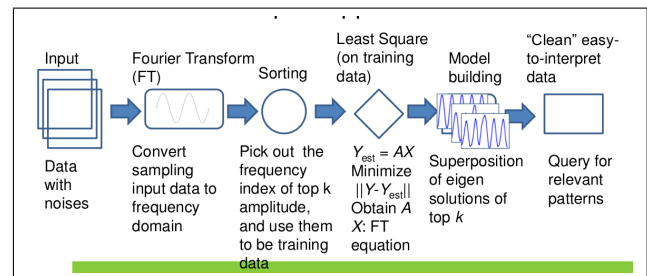 Input
Data
with
noises
Fourier Transform
(FT)
Convert
sampling
input data to
frequency
domain
Sorting
Pick out the
frequency
index of top k
amplitude,
and use them
to be training
data
Least Square
(on training
data)
Yest = AX
Minimize
||Y-Yest||
Obtain A
X: FT
equation
Model
building
Superposition
of eigen
solutions of
top k
“Clean” easy-
to-interpret
data
Query for
relevant
patterns